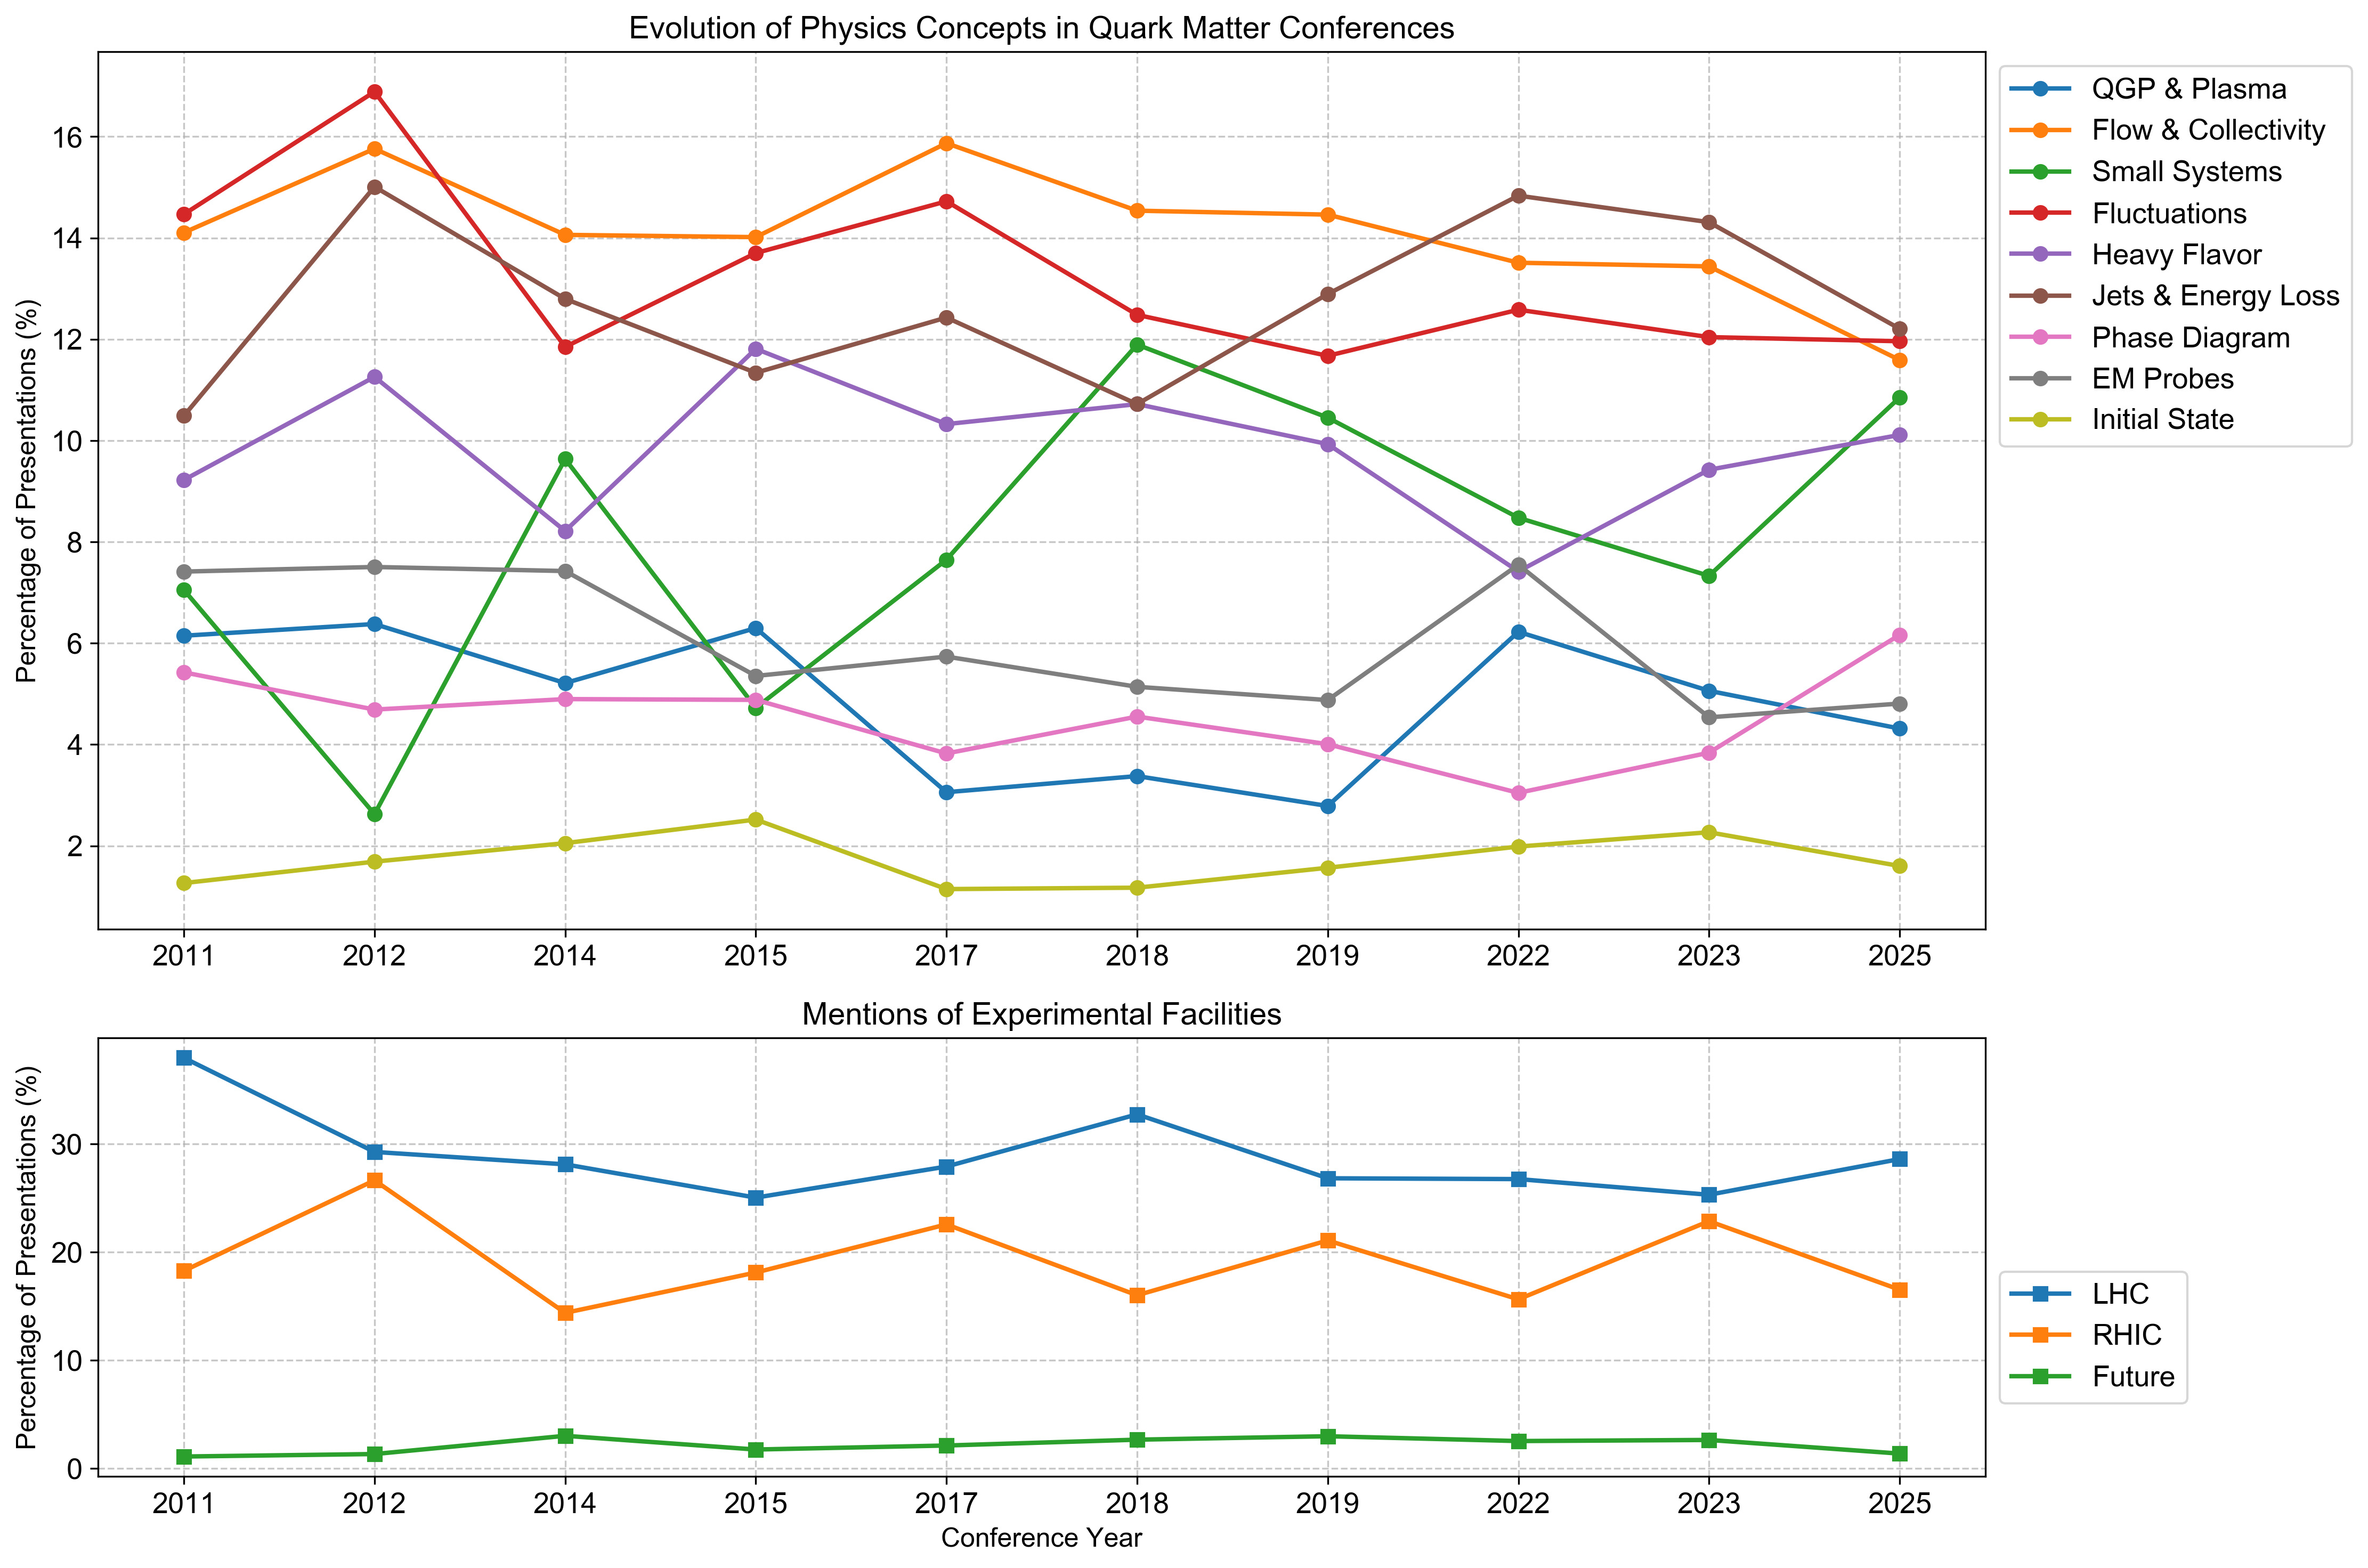 Evolution of Physics Concepts in Quark Matter Conferences
Percentage of Presentations (%)
16
14
12
10
8
6
4
2
2011 2012 2014 2015 2017 2018 2019 2022 2023 2025
QGP & Plasma
Flow & Collectivity
Small Systems
Fluctuations
Heavy Flavor
Jets & Energy Loss
Phase Diagram
EM Probes
Initial State
Mentions of Experimental Facilities
Percentage of Presentations (%)
30
20
10
0
2011 2012 2014 2015 2017 2018 2019 2022 2023 2025
Conference Year
LHC
RHIC
Future